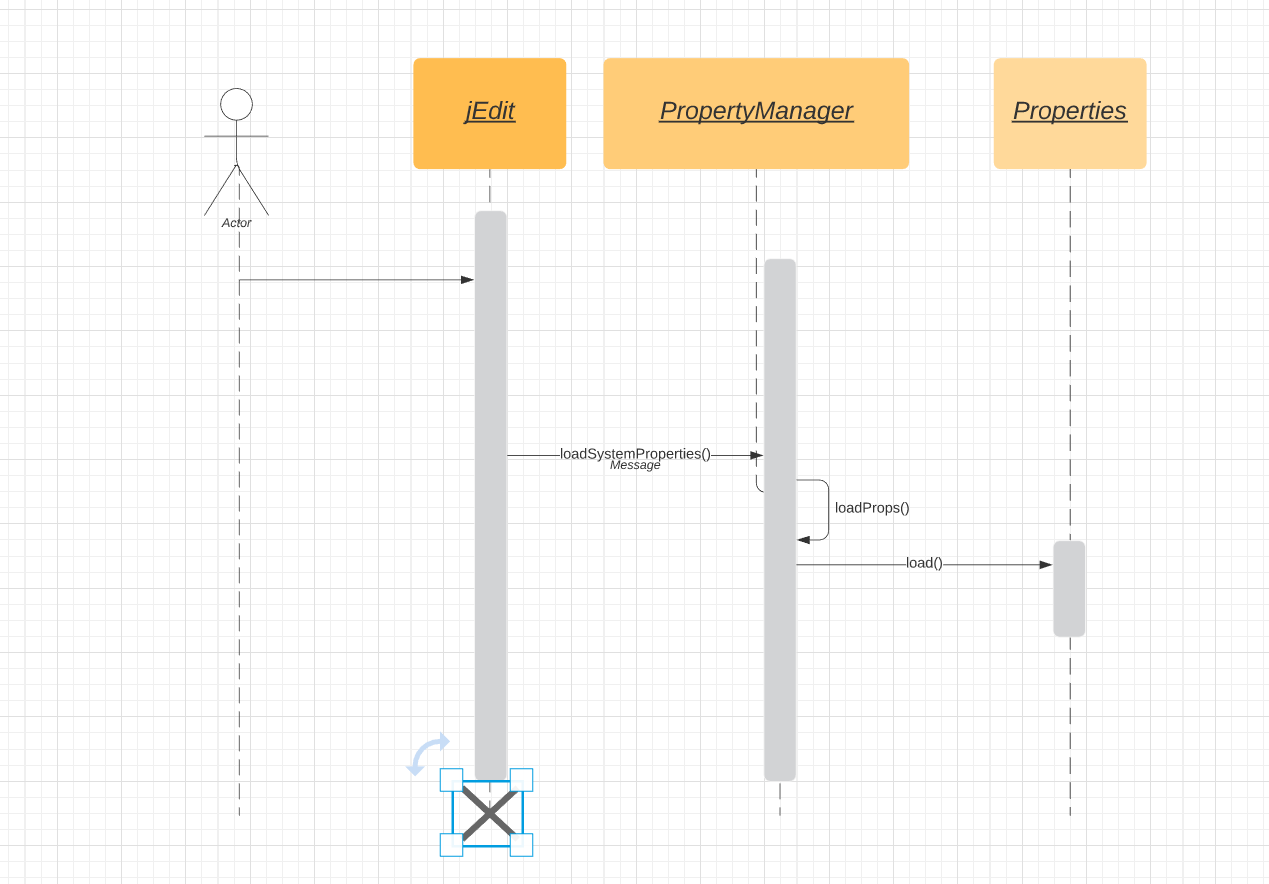 jEdit
PropertyManager
Properties
Actor
loadSystemProperties()
Message
loadProps()
load()